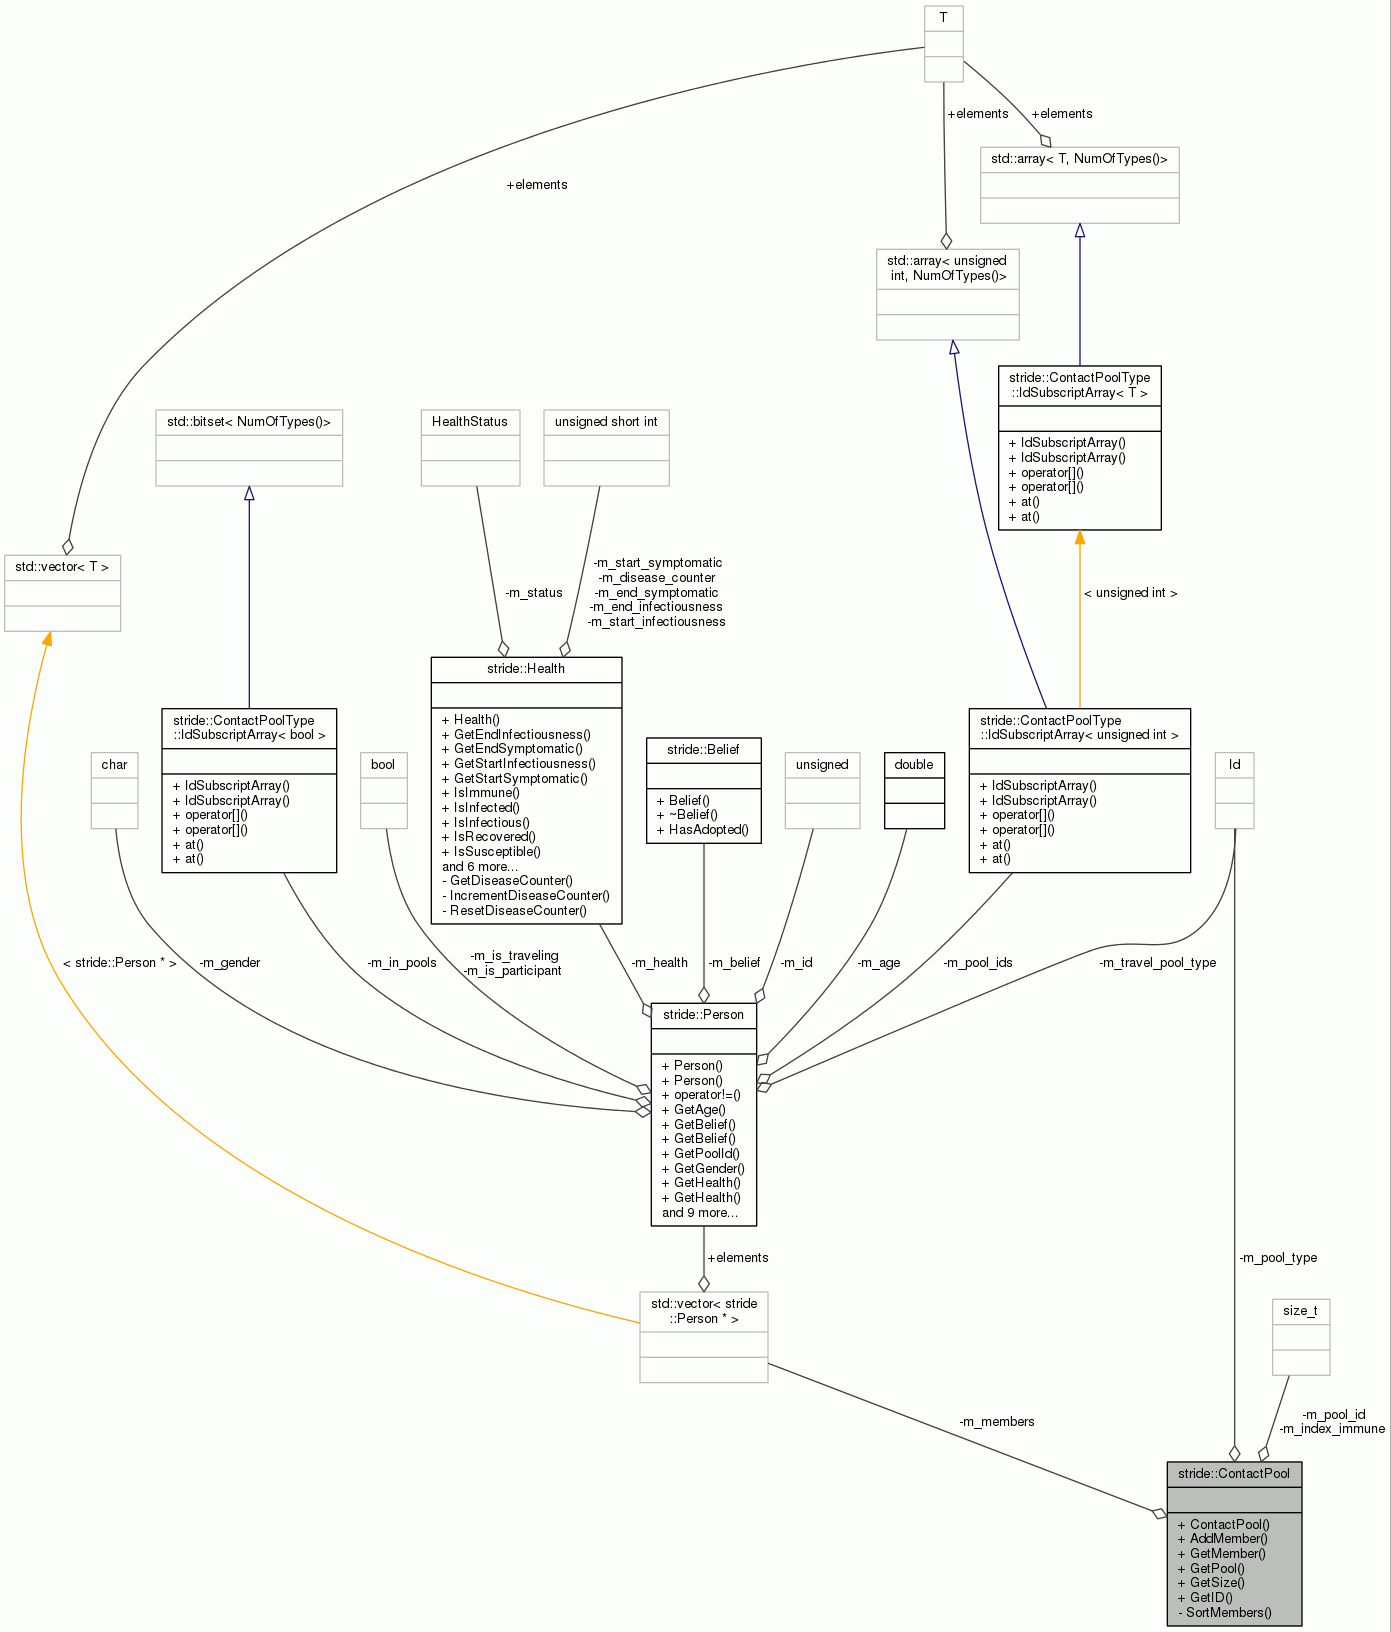 T
+elements
+elements
std::array< T, NumOfTypes()>
+elements
std::array< unsigned
int, NumOfTypes()>
stride::ContactPoolType
::IdSubscriptArray< T >
+ IdSubscriptArray()
+ IdSubscriptArray()
+ operator[]()
+ operator[]()
+ at()
+ at()
std::bitset< NumOfTypes()>
HealthStatus
unsigned short int
std::vector< T >
-m_status
-m_start_symptomatic
-m_disease_counter
-m_end_symptomatic
-m_end_infectiousness
-m_start_infectiousness
< unsigned int >
stride::Health
+ Health()
+ GetEndInfectiousness()
+ GetEndSymptomatic()
+ GetStartInfectiousness()
+ GetStartSymptomatic()
+ IsImmune()
+ IsInfected()
+ IsInfectious()
+ IsRecovered()
+ IsSusceptible()
and 6 more...
- GetDiseaseCounter()
- IncrementDiseaseCounter()
- ResetDiseaseCounter()
char
stride::ContactPoolType
::IdSubscriptArray< bool >
+ IdSubscriptArray()
+ IdSubscriptArray()
+ operator[]()
+ operator[]()
+ at()
+ at()
bool
stride::Belief
+ Belief()
+ ~Belief()
+ HasAdopted()
unsigned
double
stride::ContactPoolType
::IdSubscriptArray< unsigned int >
+ IdSubscriptArray()
+ IdSubscriptArray()
+ operator[]()
+ operator[]()
+ at()
+ at()
Id
< stride::Person * >
-m_gender
-m_in_pools
-m_is_traveling
-m_is_participant
-m_health
-m_belief
-m_id
-m_age
-m_pool_ids
-m_travel_pool_type
stride::Person
+ Person()
+ Person()
+ operator!=()
+ GetAge()
+ GetBelief()
+ GetBelief()
+ GetPoolId()
+ GetGender()
+ GetHealth()
+ GetHealth()
and 9 more...
+elements
-m_pool_type
std::vector< stride
::Person * >
size_t
-m_members
-m_pool_id
-m_index_immune
stride::ContactPool
+ ContactPool()
+ AddMember()
+ GetMember()
+ GetPool()
+ GetSize()
+ GetID()
- SortMembers()